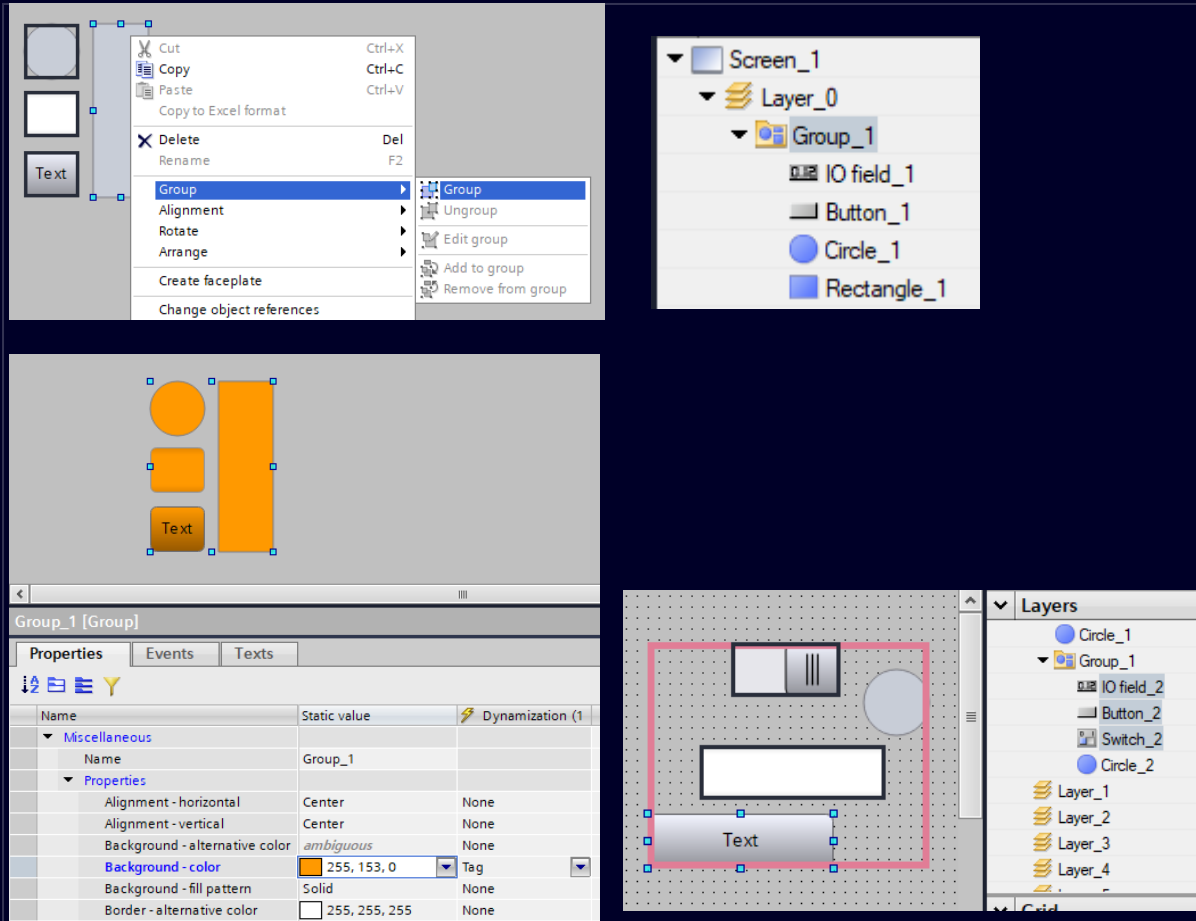 Text
Cut Ctrl+X
Copy Ctrl+C
Paste Ctrl+V
Copy to Excel format
Delete Del
Rename F2
Group
Alignment
Rotate
Arrange
Create faceplate
Change object references
Group
Ungroup
Edit group
Add to group
Remove from group
Screen_1
Layer_0
Group_1
IO field_1
Button_1
Circle_1
Rectangle_1
Text
Group_1 [Group]
Properties Events Texts
Name Static value Dynamization (1
Miscellaneous
Name Group_1
Properties
Alignment - horizontal Center None
Alignment - vertical Center None
Background - alternative color ambiguous None
Background - color 255, 153, 0 Tag
Background - fill pattern Solid None
Border - alternative color 255, 255, 255 None
Text
Layers
Circle_1
Group_1
IO field_2
Button_2
Switch_2
Circle_2
Layer_1
Layer_2
Layer_3
Layer_4
Grid